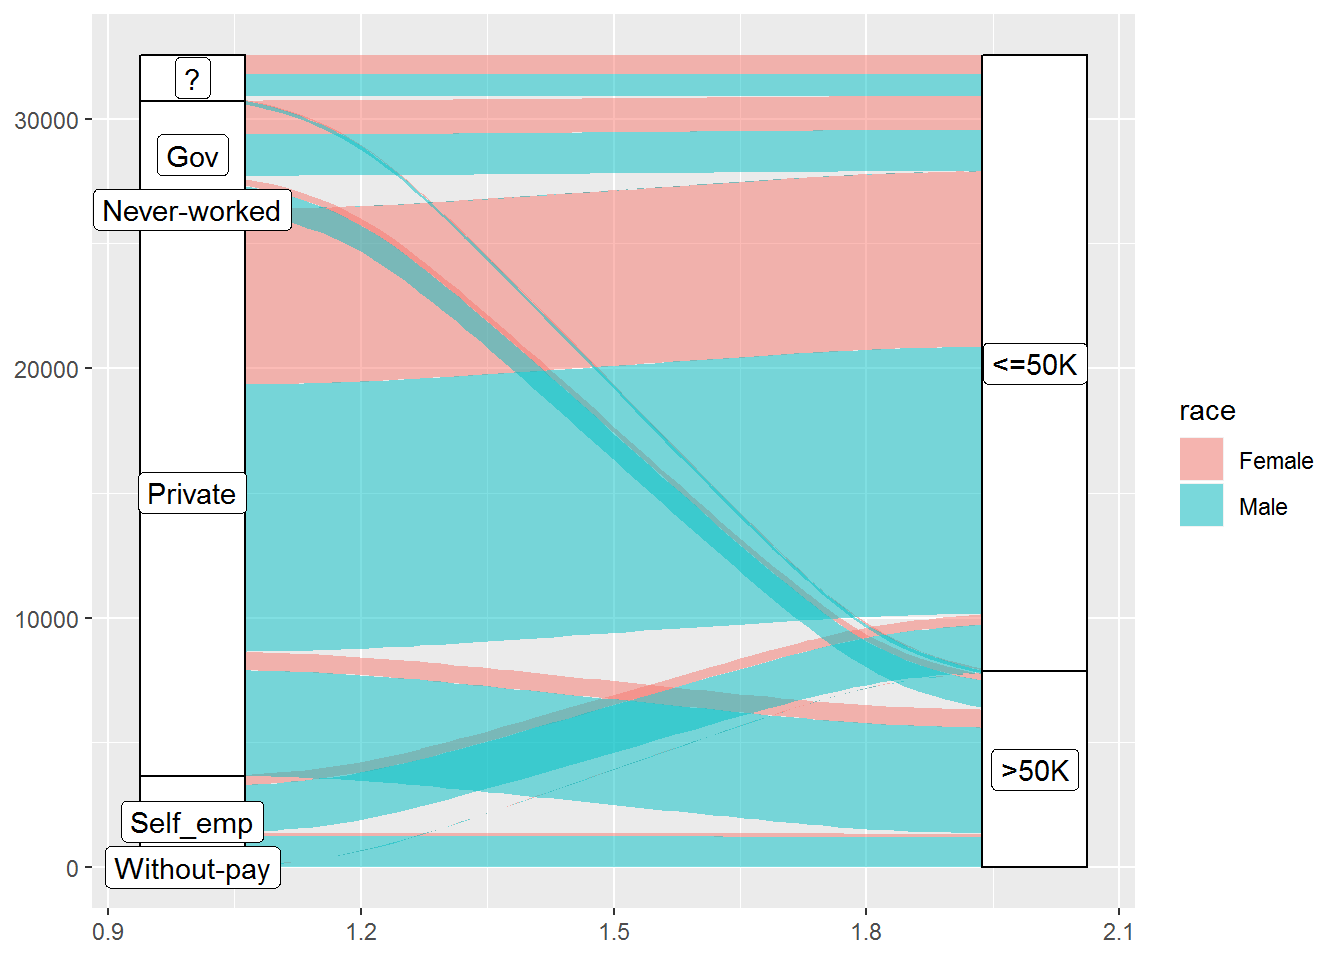 30000
20000
10000
0
0.9
1.2
1.5
1.8
2.1
?
Gov
Never-worked
Private
Self_emp
Without-pay
<=50K
>50K
race
Female
Male